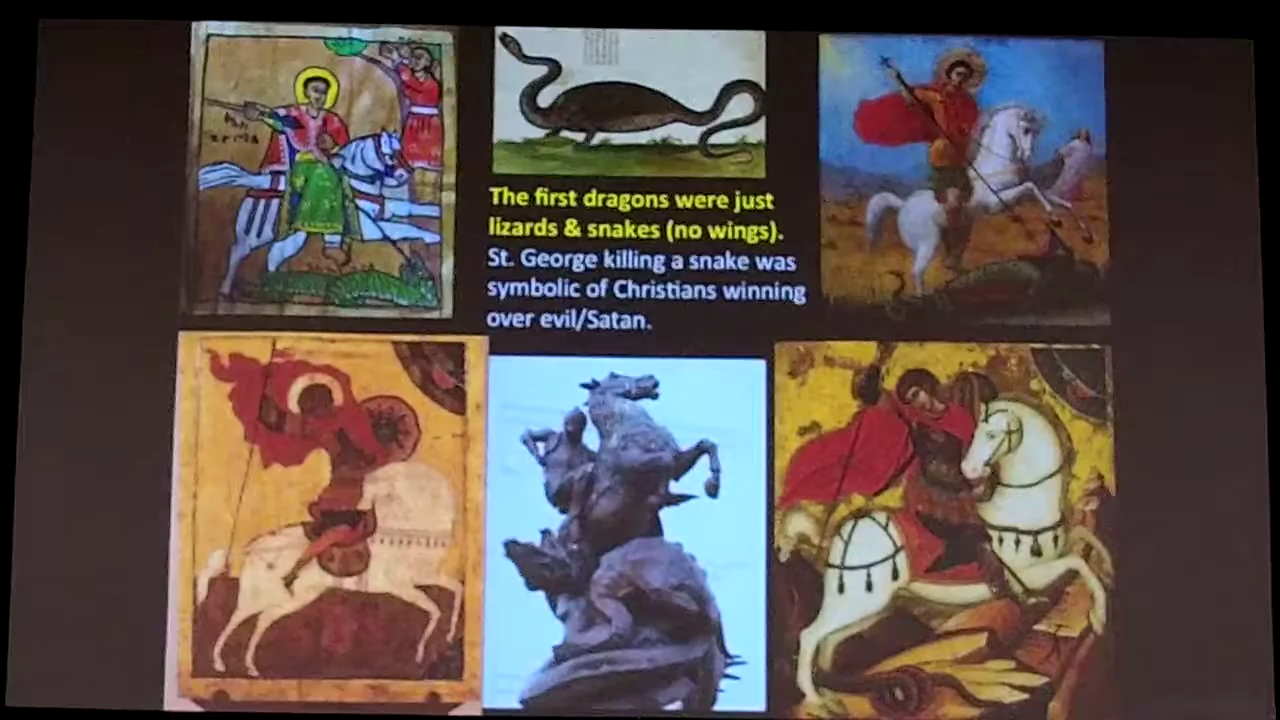 The first dragons were just
lizards & snakes (no wings).
St. George killing a snake was
symbolic of Christians winning
over evil/Satan.